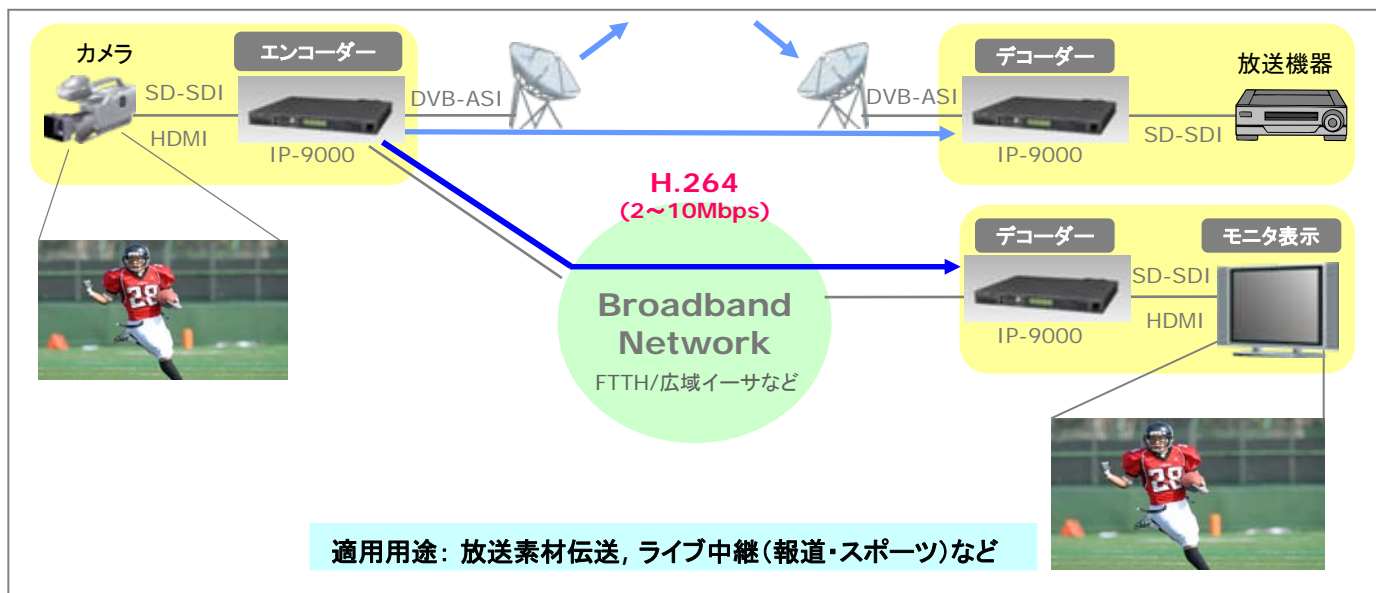 カメラ
エンコーダー
SD-SDI
HDMI
IP-9000
DVB-ASI
DVB-ASI
デコーダー
IP-9000
SD-SDI
放送機器
H.264
(2～10Mbps)
Broadband
Network
FTTH/広域イーサなど
デコーダー
IP-9000
SD-SDI
HDMI
モニタ表示
28
28
適用用途： 放送素材伝送, ライブ中継（報道・スポーツ）など